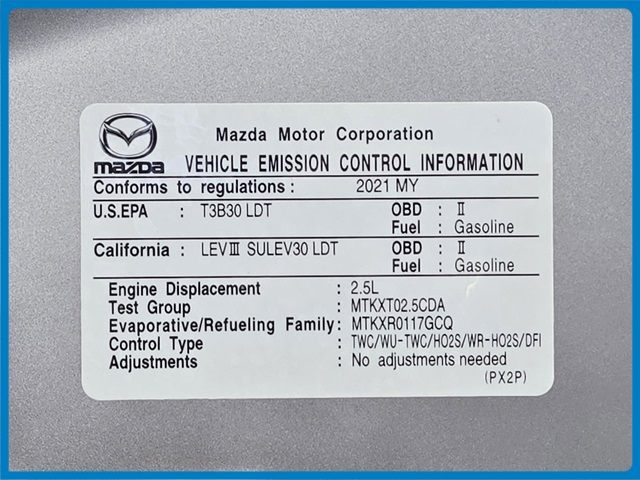 Mazda Motor Corporation
mazda VEHICLE EMISSION CONTROL INFORMATION
Conforms to regulations : 2021 MY
U.S.EPA : T3B30 LDT OBD : II
Fuel : Gasoline
California : LEVIII SULEV30 LDT OBD : II
Fuel : Gasoline
Engine Displacement : 2.5L
Test Group : MTKXT02.5CDA
Evaporative/Refueling Family: MTKXR0117GCQ
Control Type : TWC/WU-TWC/HO2S/WR-HO2S/DFI
Adjustments : No adjustments needed
(PX2P)